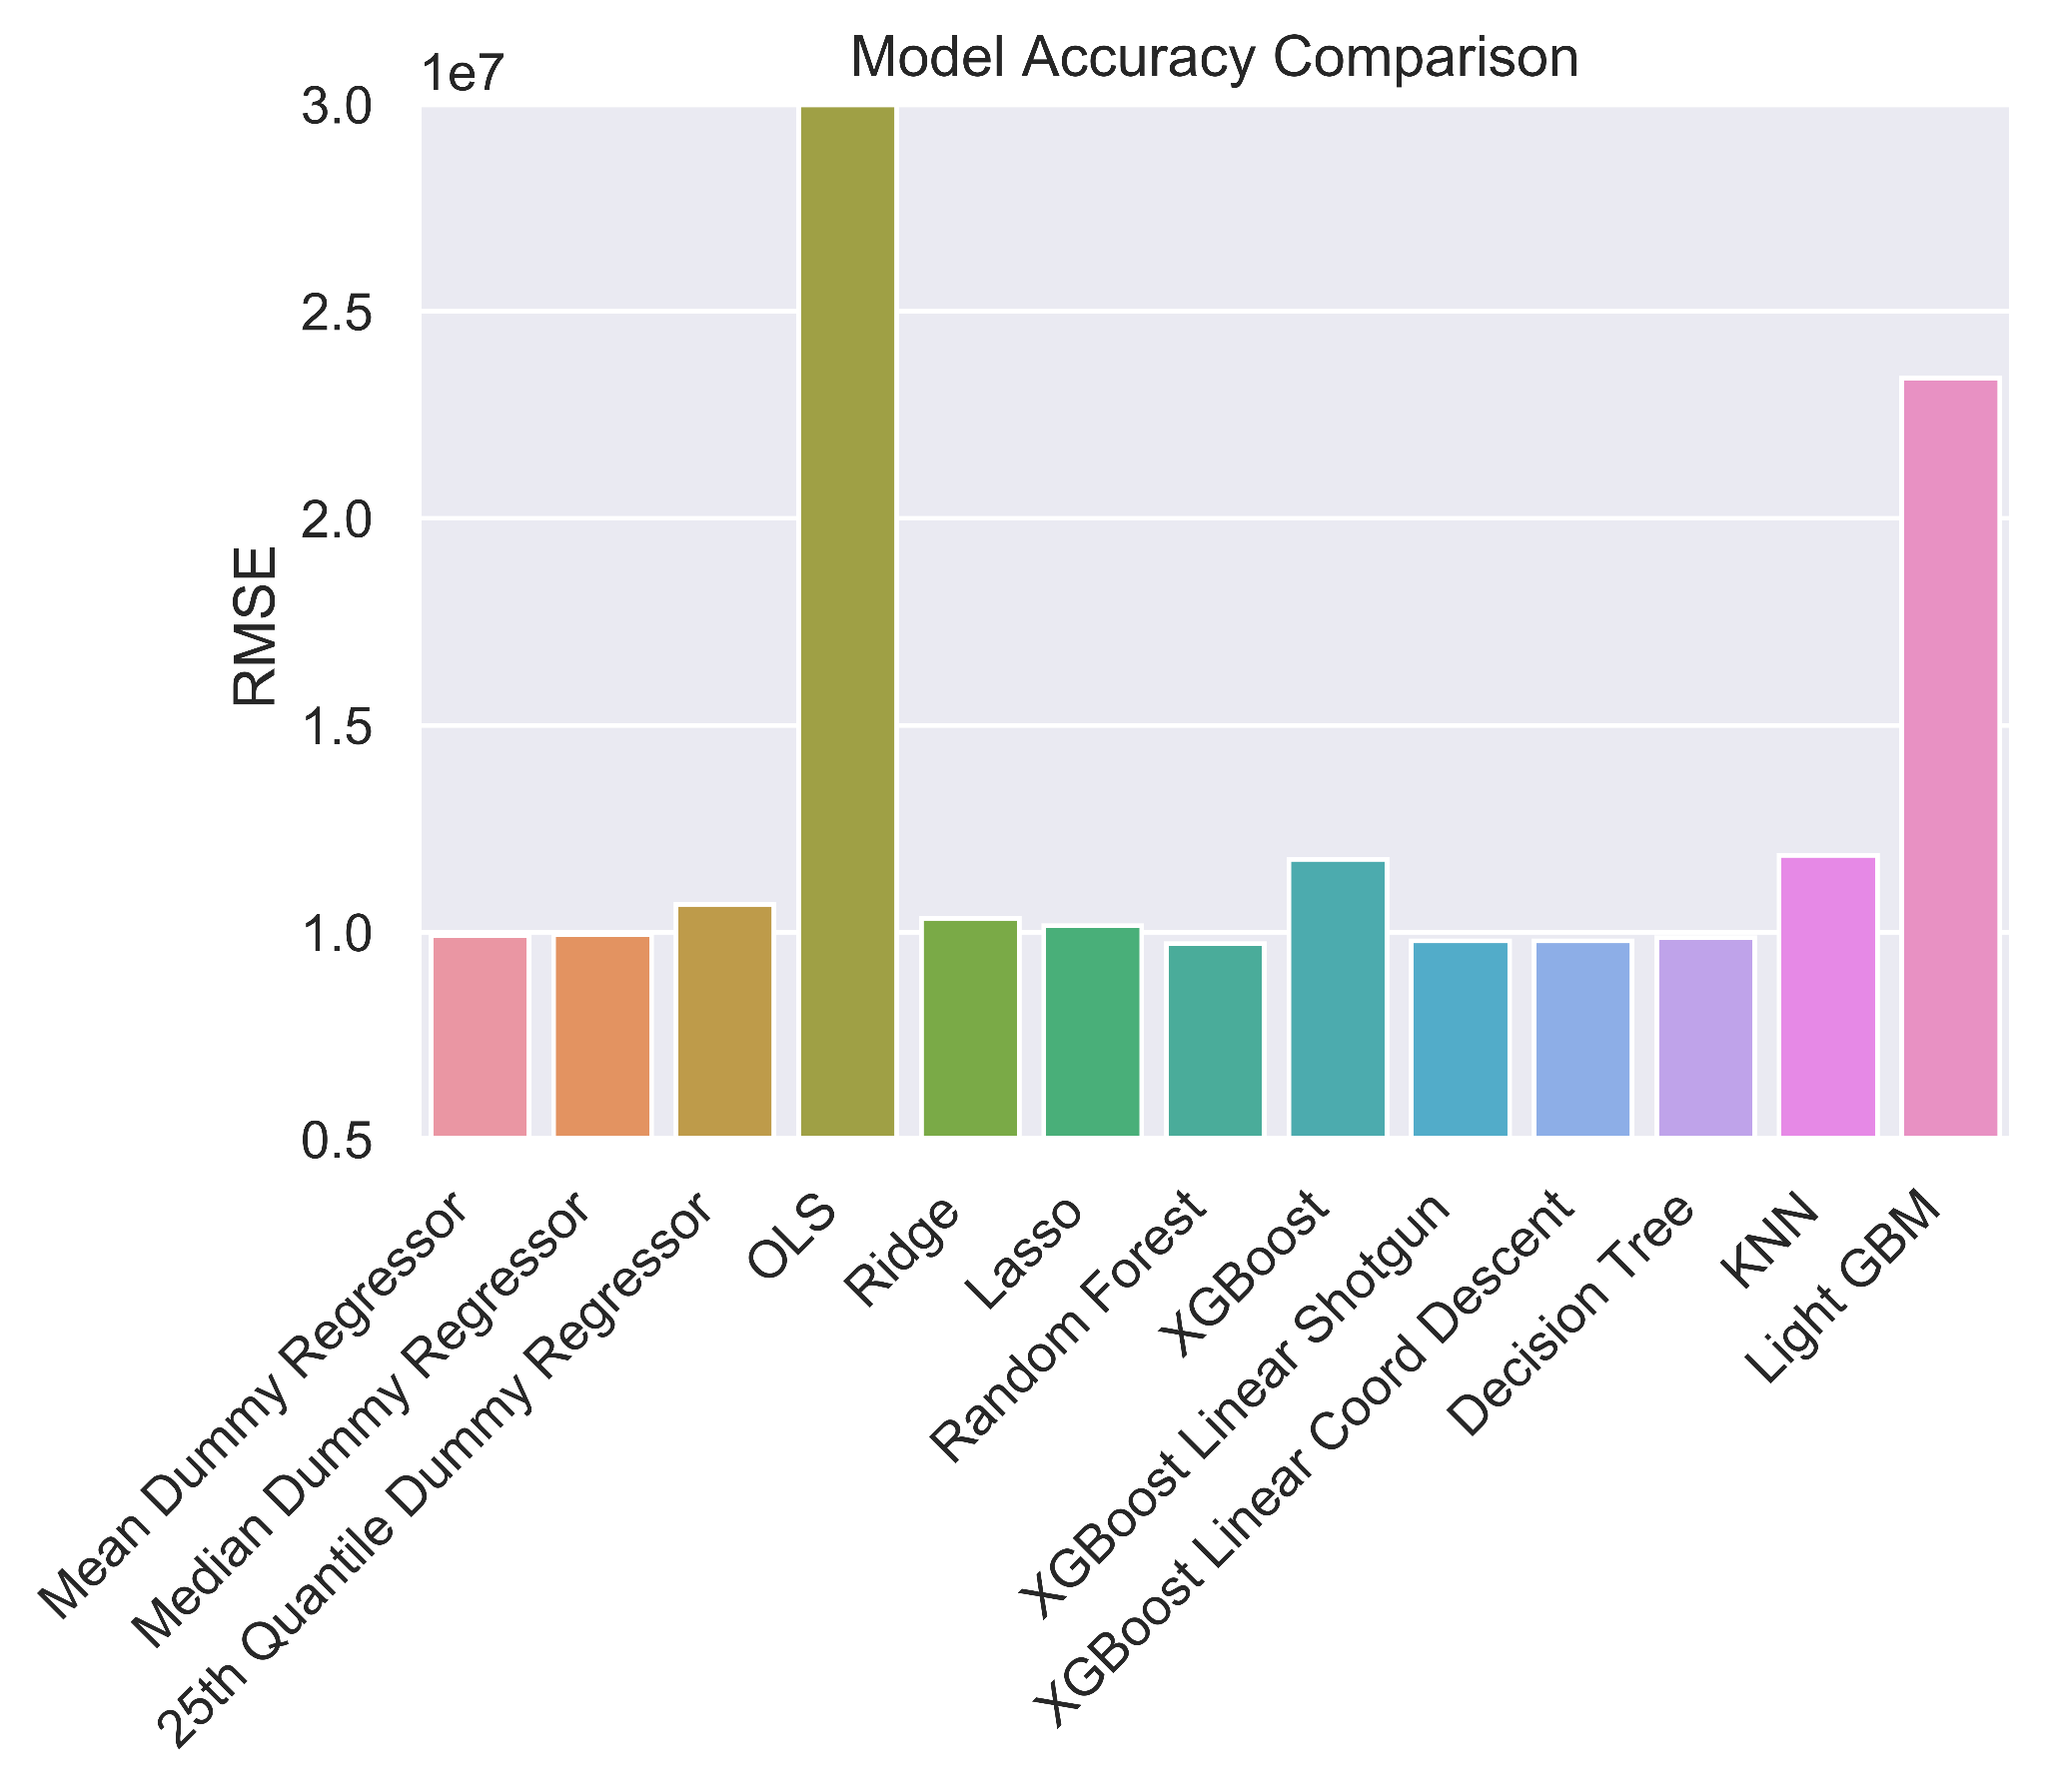 Model Accuracy Comparison
1e7
3.0
2.5
2.0
1.5
1.0
0.5
RMSE
Mean Dummy Regressor
Median Dummy Regressor
25th Quantile Dummy Regressor
OLS
Ridge
Lasso
Random Forest
XGBoost
XGBoost Linear Shotgun
XGBoost Linear Coord Descent
Decision Tree
KNN
Light GBM